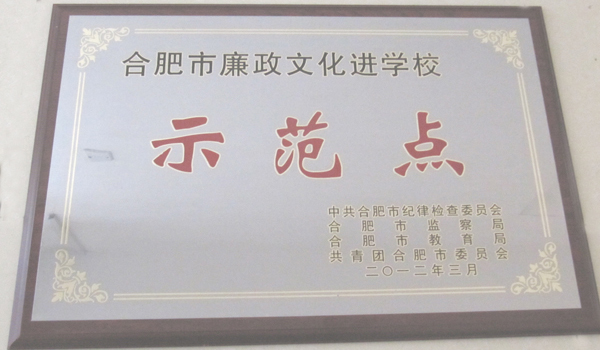 合肥市廉政文化进学校
示范点
中共合肥市纪律检查委员会
合肥市监察局
合肥市教育局
共青团合肥市委员会
二〇一二年三月